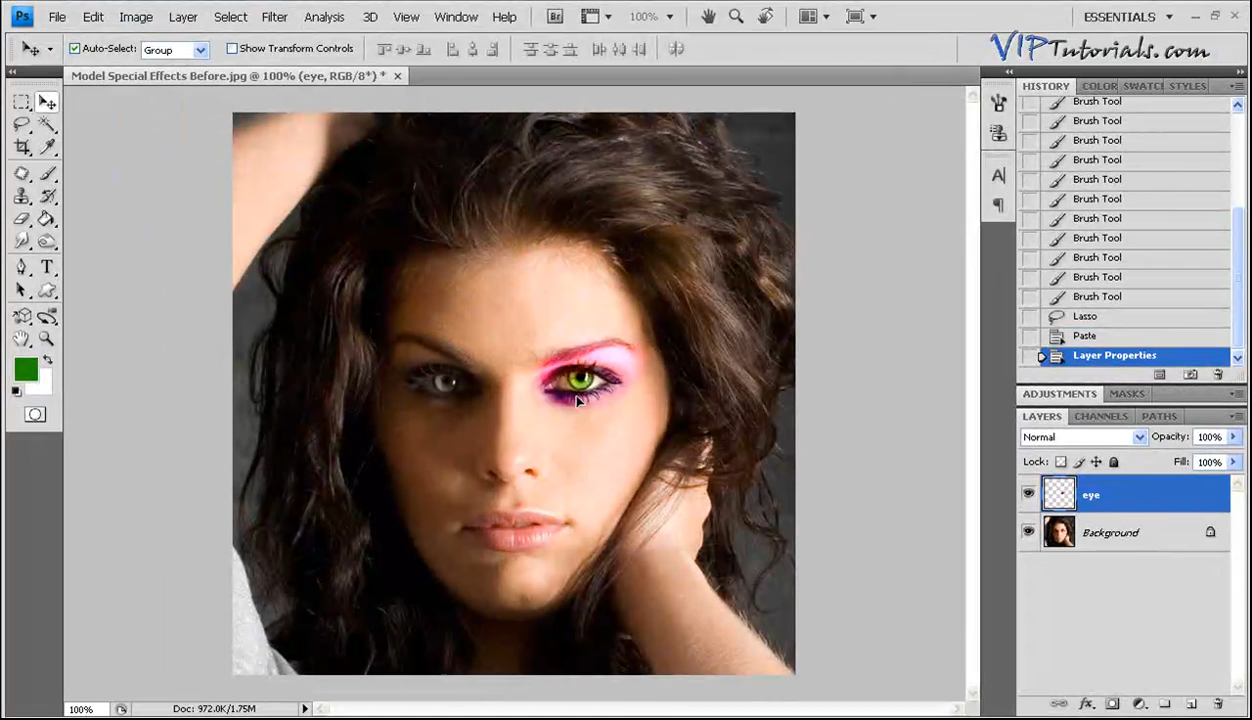 Ps File Edit Image Layer Select Filter Analysis 3D View Window Help Br 100% ESSENTIALS
Auto-Select: Group Show Transform Controls
VIPTutorials.com
Model Special Effects Before.jpg @ 100% (eye, RGB/8*) *
HISTORY COLOR SWATC STYLES
Brush Tool
Brush Tool
Brush Tool
Brush Tool
Brush Tool
Brush Tool
Brush Tool
Brush Tool
Brush Tool
Brush Tool
Brush Tool
Lasso
Paste
Layer Properties
ADJUSTMENTS MASKS
LAYERS CHANNELS PATHS
Normal Opacity: 100%
Lock: Fill: 100%
eye
Background
100% Doc: 972.0K/1.75M